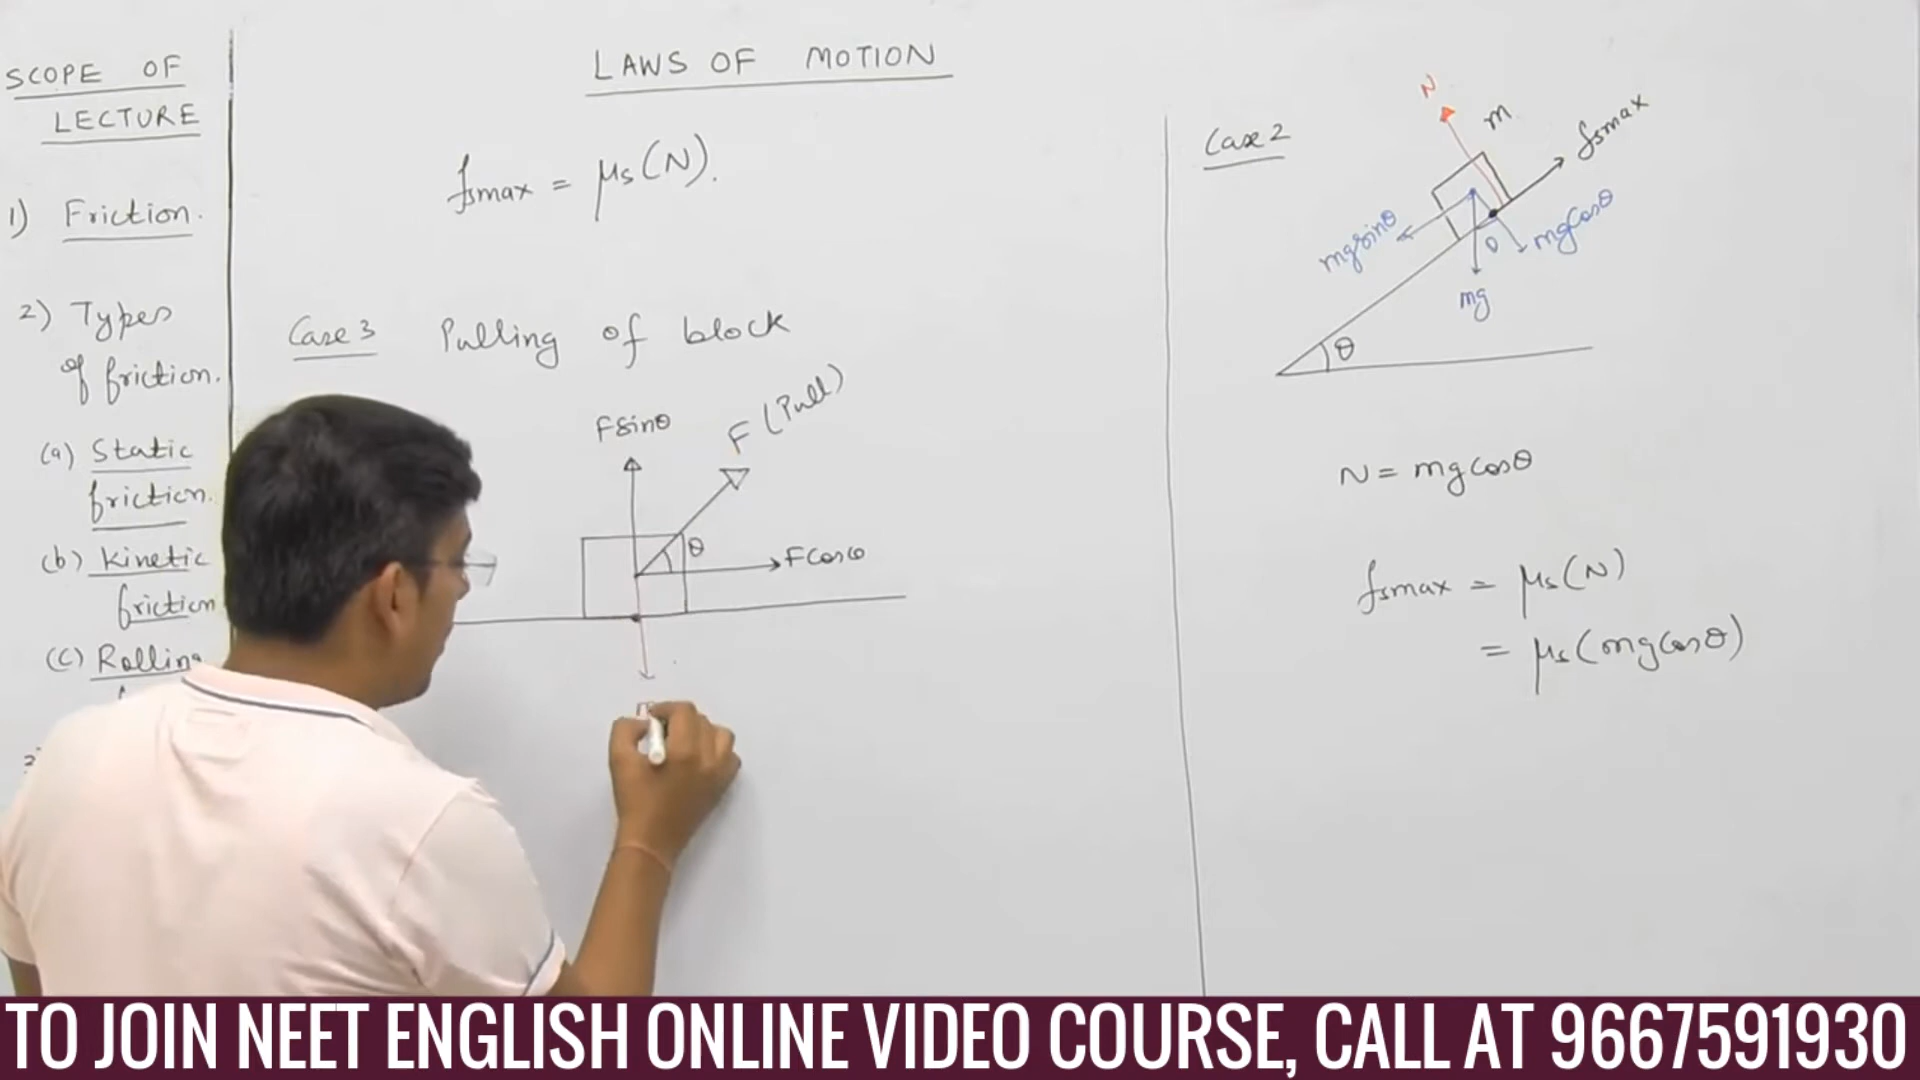 SCOPE OF
LECTURE
1) Friction.
2) Types
of friction.
(a) Static
friction.
(b) Kinetic
friction
(c) Rolling
LAWS OF MOTION
fsmax = μs(N).
Case 3 Pulling of block
Fsinθ
F (Pull)
θ
Fcosθ
Case 2
N
m
fsmax
mgsinθ
θ
mgcosθ
mg
θ
N = mgcosθ
fsmax = μs(N)
= μs(mgcosθ)
TO JOIN NEET ENGLISH ONLINE VIDEO COURSE, CALL AT 9667591930